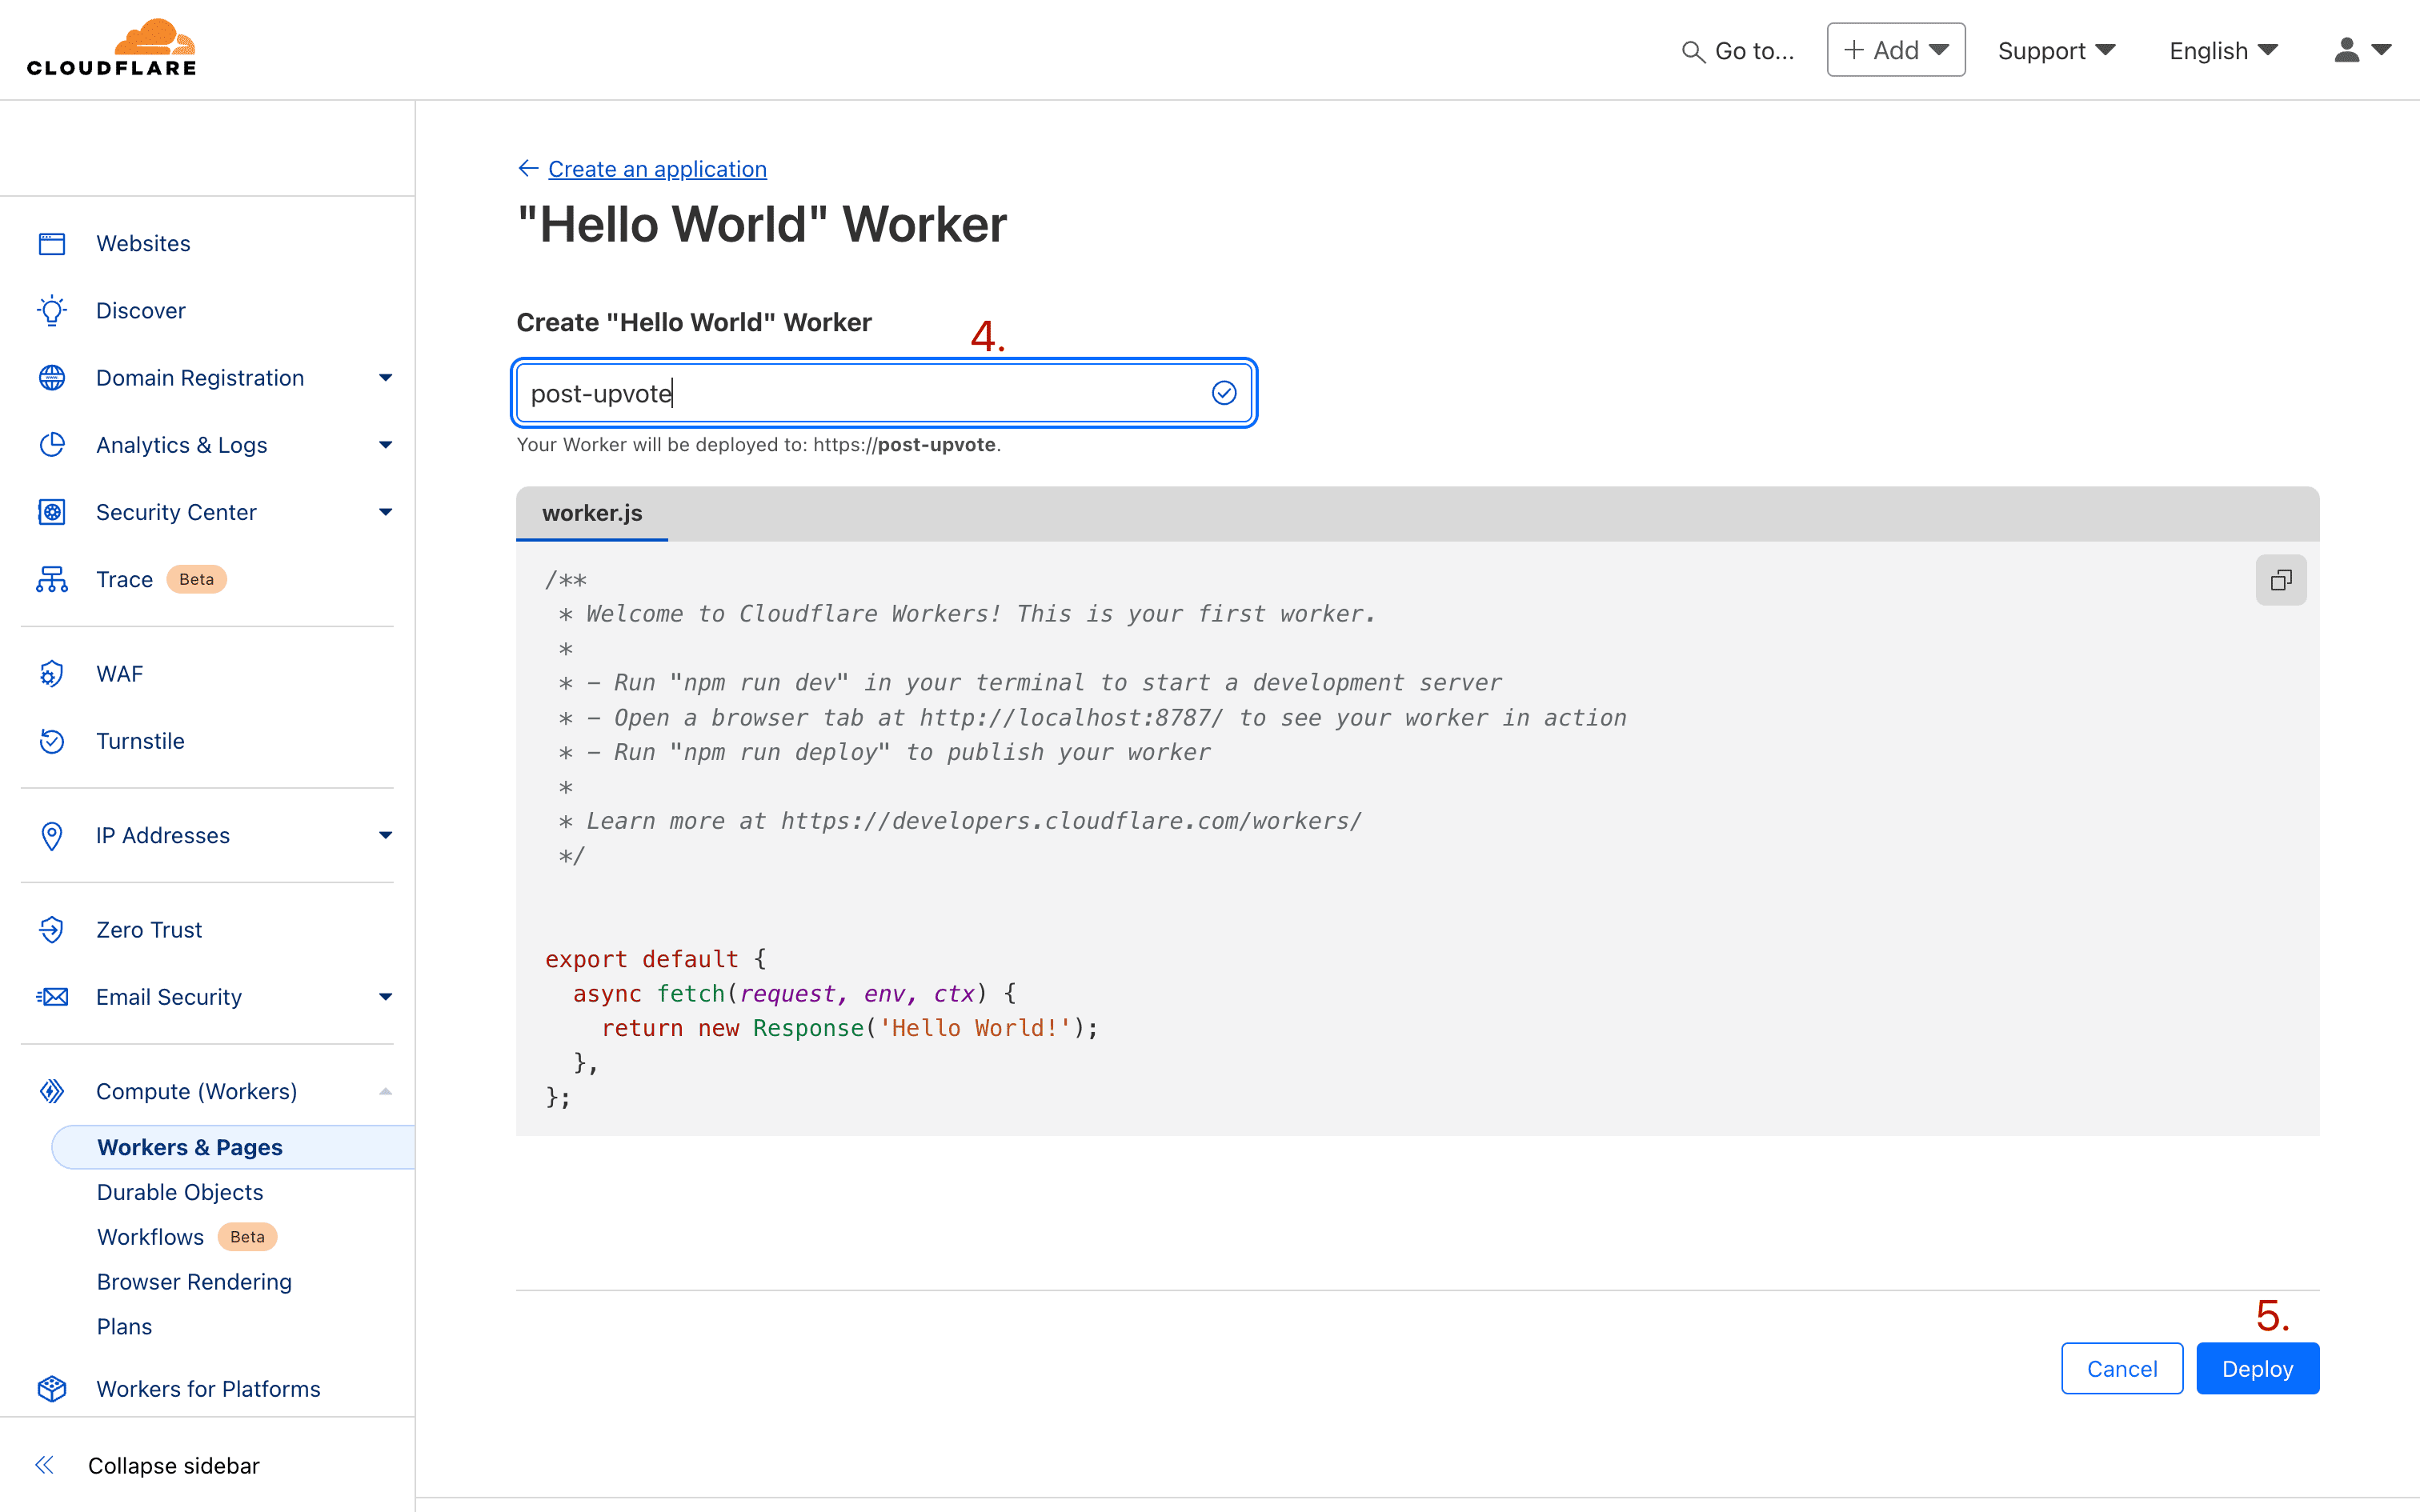 CLOUDFLARE
Go to...
+ Add
Support
English
Websites
Discover
Domain Registration
Analytics & Logs
Security Center
Trace Beta
WAF
Turnstile
IP Addresses
Zero Trust
Email Security
Compute (Workers)
Workers & Pages
Durable Objects
Workflows Beta
Browser Rendering
Plans
Workers for Platforms
Collapse sidebar
← Create an application
"Hello World" Worker
Create "Hello World" Worker
4.
post-upvote
Your Worker will be deployed to: https://post-upvote.
worker.js
/**
 * Welcome to Cloudflare Workers! This is your first worker.
 *
 * - Run "npm run dev" in your terminal to start a development server
 * - Open a browser tab at http://localhost:8787/ to see your worker in action
 * - Run "npm run deploy" to publish your worker
 *
 * Learn more at https://developers.cloudflare.com/workers/
 */
export default {
  async fetch(request, env, ctx) {
    return new Response('Hello World!');
  },
};
5.
Cancel
Deploy